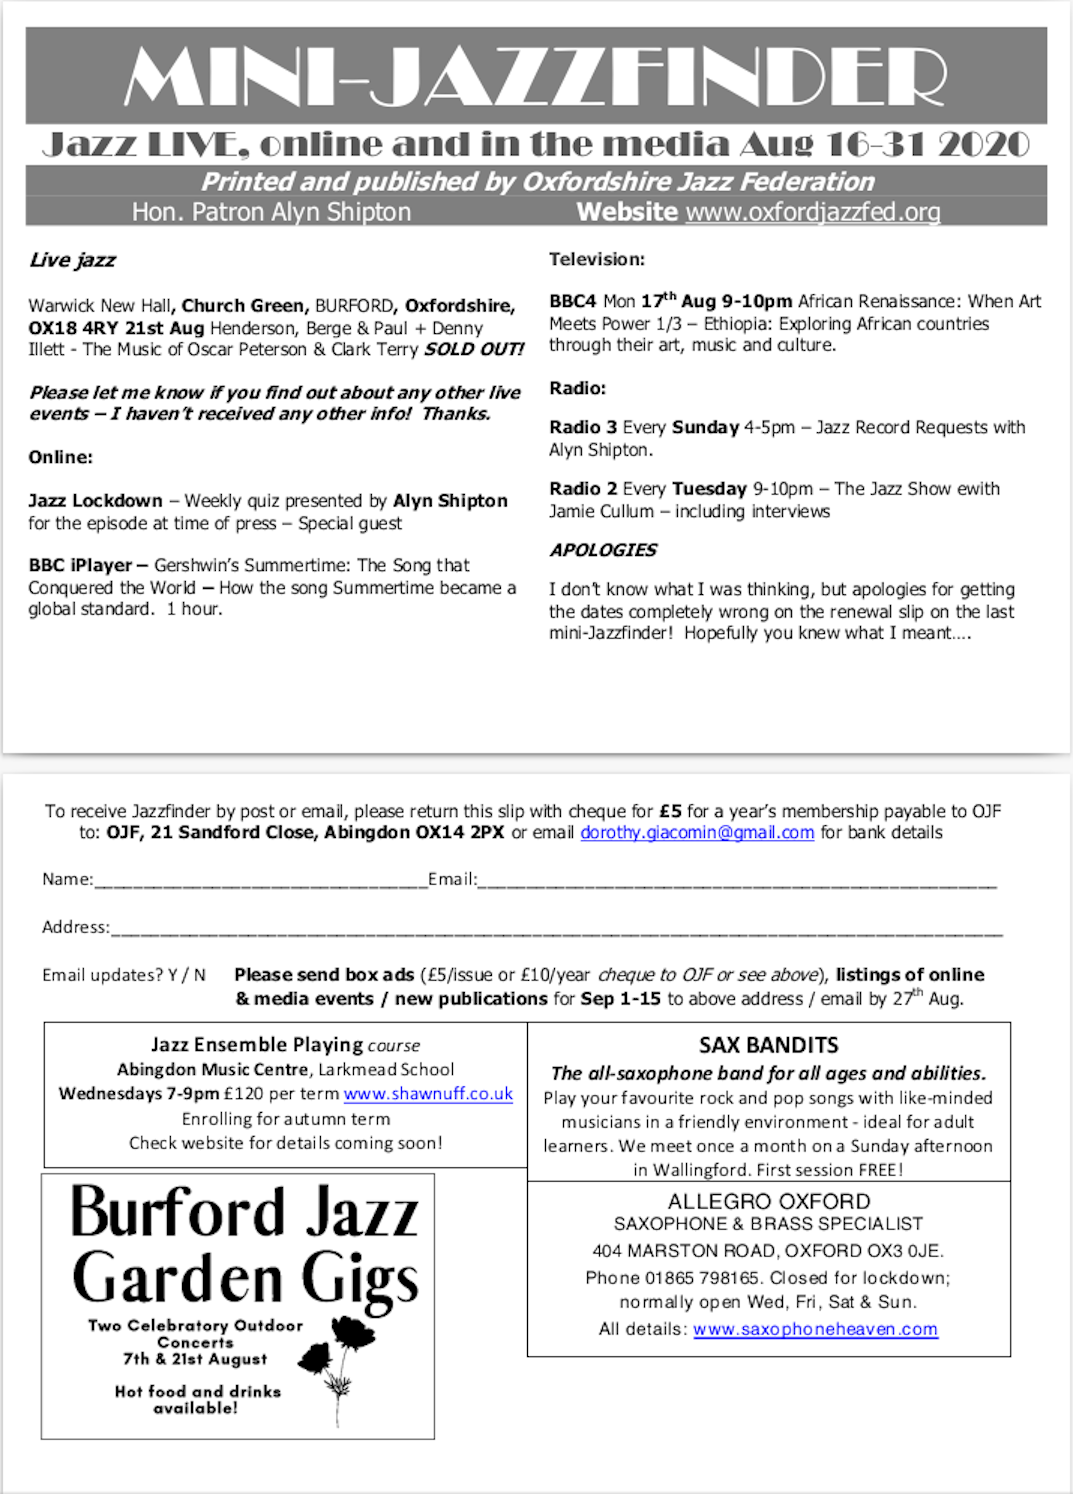 MINI-JAZZFINDER
Jazz LIVE, online and in the media Aug 16-31 2020
Printed and published by Oxfordshire Jazz Federation
Hon. Patron Alyn Shipton Website www.oxfordjazzfed.org
Live jazz
Warwick New Hall, Church Green, BURFORD, Oxfordshire,
OX18 4RY 21st Aug Henderson, Berge & Paul + Denny
Illett - The Music of Oscar Peterson & Clark Terry SOLD OUT!
Please let me know if you find out about any other live
events – I haven't received any other info! Thanks.
Online:
Jazz Lockdown – Weekly quiz presented by Alyn Shipton
for the episode at time of press – Special guest
BBC iPlayer – Gershwin's Summertime: The Song that
Conquered the World – How the song Summertime became a
global standard. 1 hour.
Television:
BBC4 Mon 17th Aug 9-10pm African Renaissance: When Art
Meets Power 1/3 – Ethiopia: Exploring African countries
through their art, music and culture.
Radio:
Radio 3 Every Sunday 4-5pm – Jazz Record Requests with
Alyn Shipton.
Radio 2 Every Tuesday 9-10pm – The Jazz Show ewith
Jamie Cullum – including interviews
APOLOGIES
I don't know what I was thinking, but apologies for getting
the dates completely wrong on the renewal slip on the last
mini-Jazzfinder! Hopefully you knew what I meant....
To receive Jazzfinder by post or email, please return this slip with cheque for £5 for a year's membership payable to OJF
to: OJF, 21 Sandford Close, Abingdon OX14 2PX or email dorothy.giacomin@gmail.com for bank details
Name:__________________________________Email:_____________________________________________________
Address:___________________________________________________________________________________________
Email updates? Y / N Please send box ads (£5/issue or £10/year cheque to OJF or see above), listings of online
& media events / new publications for Sep 1-15 to above address / email by 27th Aug.
Jazz Ensemble Playing course
Abingdon Music Centre, Larkmead School
Wednesdays 7-9pm £120 per term www.shawnuff.co.uk
Enrolling for autumn term
Check website for details coming soon!
SAX BANDITS
The all-saxophone band for all ages and abilities.
Play your favourite rock and pop songs with like-minded
musicians in a friendly environment - ideal for adult
learners. We meet once a month on a Sunday afternoon
in Wallingford. First session FREE!
Burford Jazz
Garden Gigs
Two Celebratory Outdoor
Concerts
7th & 21st August
Hot food and drinks
available!
ALLEGRO OXFORD
SAXOPHONE & BRASS SPECIALIST
404 MARSTON ROAD, OXFORD OX3 0JE.
Phone 01865 798165. Closed for lockdown;
normally open Wed, Fri, Sat & Sun.
All details: www.saxophoneheaven.com